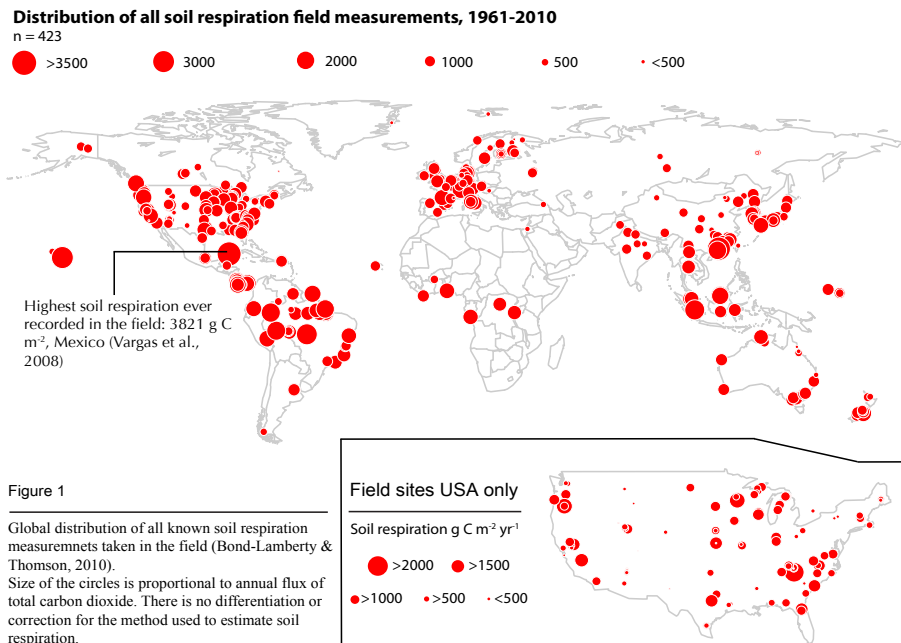 Distribution of all soil respiration field measurements, 1961-2010
n = 423
>3500 3000 2000 1000 500 <500
Highest soil respiration ever
recorded in the field: 3821 g C
m-2, Mexico (Vargas et al.,
2008)
Figure 1
Global distribution of all known soil respiration
measuremnets taken in the field (Bond-Lamberty &
Thomson, 2010).
Size of the circles is proportional to annual flux of
total carbon dioxide. There is no differentiation or
correction for the method used to estimate soil
respiration.
Field sites USA only
Soil respiration g C m-2 yr-1
>2000 >1500
>1000 >500 <500